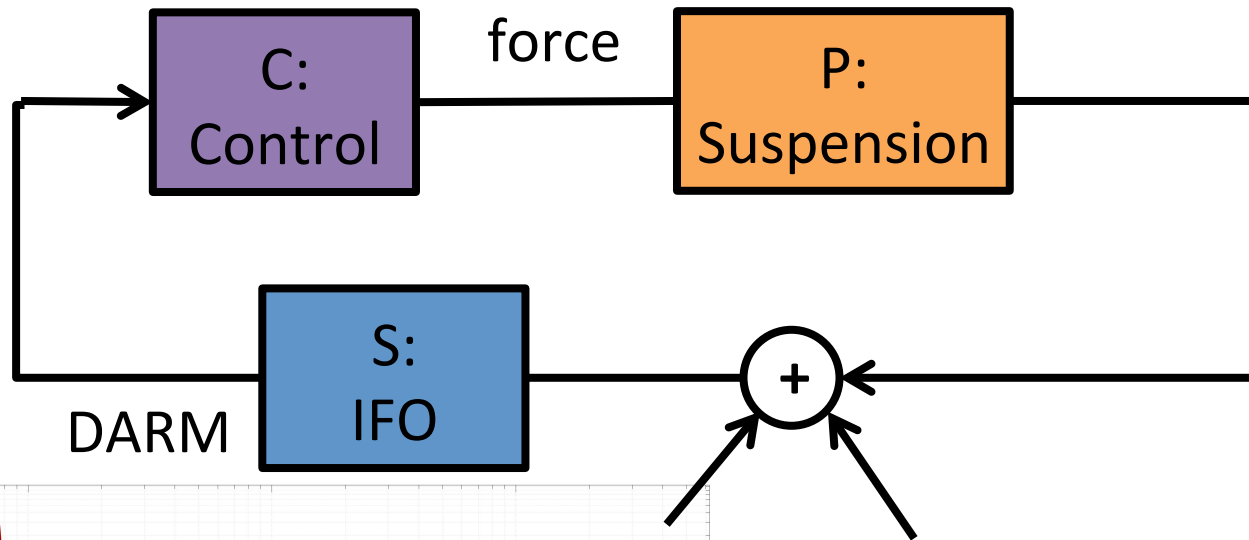 C:
Control
force
P:
Suspension
S:
IFO
+
DARM